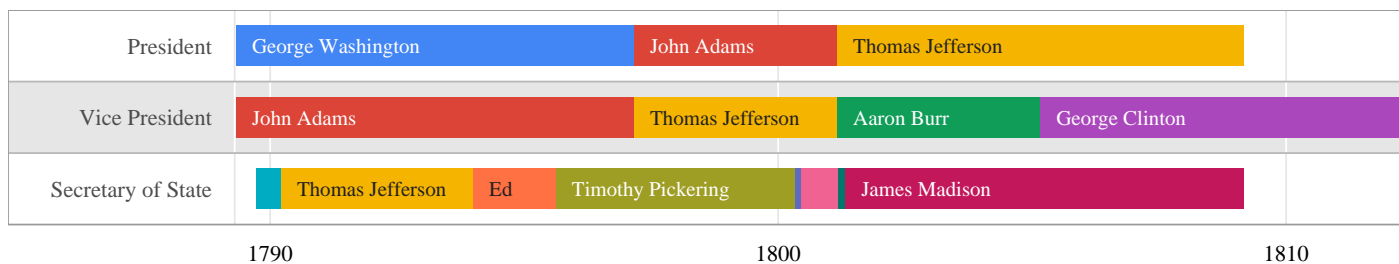 President George Washington John Adams Thomas Jefferson
Vice President John Adams Thomas Jefferson Aaron Burr George Clinton
Secretary of State Thomas Jefferson Ed Timothy Pickering James Madison
1790 1800 1810